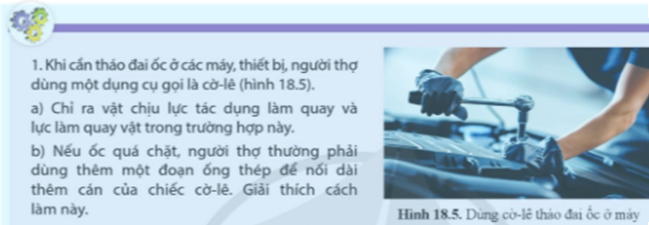 1. Khi cần tháo đai ốc ở các máy, thiết bị, người thợ
dùng một dụng cụ gọi là cờ-lê (hình 18.5).
a) Chỉ ra vật chịu lực tác dụng làm quay và
lực làm quay vật trong trường hợp này.
b) Nếu ốc quá chặt, người thợ thường phải
dùng thêm một đoạn ống thép để nối dài
thêm cán của chiếc cờ-lê. Giải thích cách
làm này.
Hình 18.5. Dùng cờ-lê tháo đai ốc ở máy